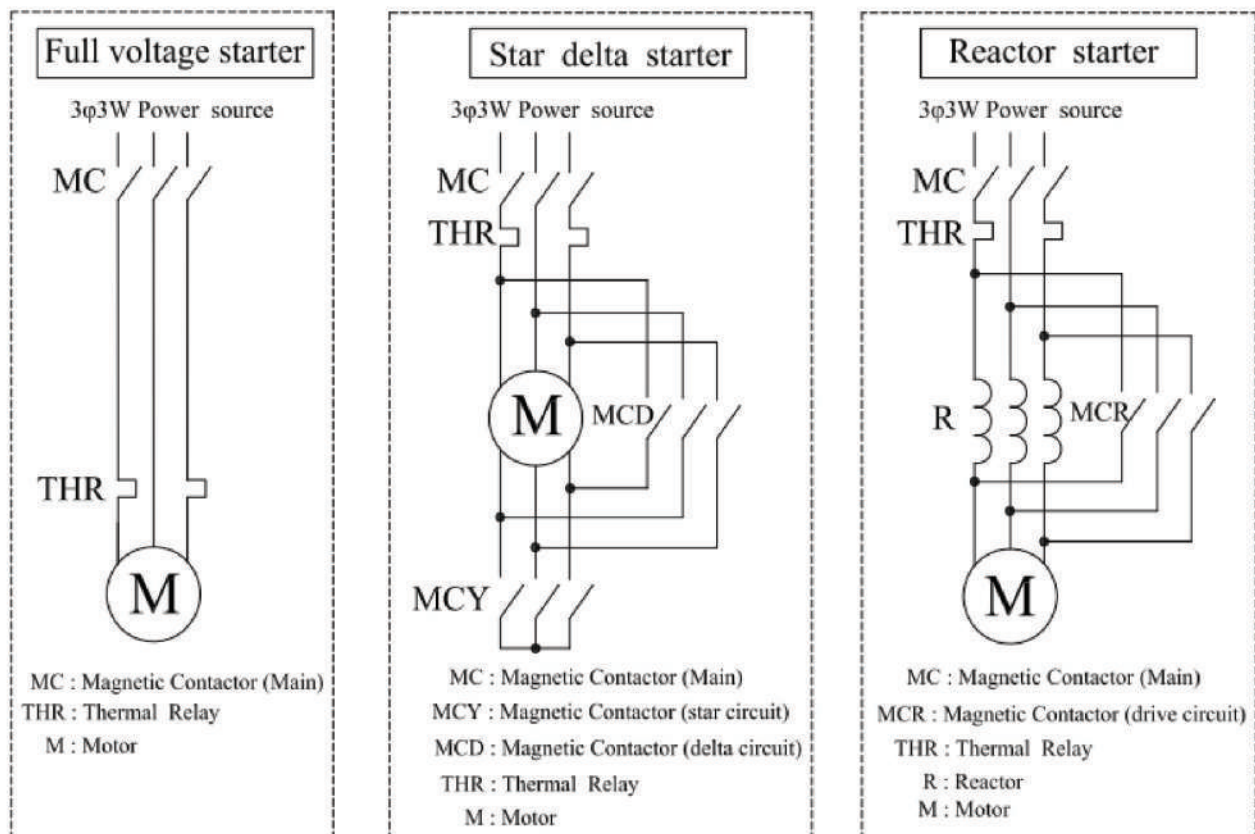 Full voltage starter
3φ3W Power source
MC
THR
M
MC : Magnetic Contactor (Main)
THR : Thermal Relay
M : Motor
Star delta starter
3φ3W Power source
MC
THR
M
MCD
MCY
MC : Magnetic Contactor (Main)
MCY : Magnetic Contactor (star circuit)
MCD : Magnetic Contactor (delta circuit)
THR : Thermal Relay
M : Motor
Reactor starter
3φ3W Power source
MC
THR
R
MCR
M
MC : Magnetic Contactor (Main)
MCR : Magnetic Contactor (drive circuit)
THR : Thermal Relay
R : Reactor
M : Motor